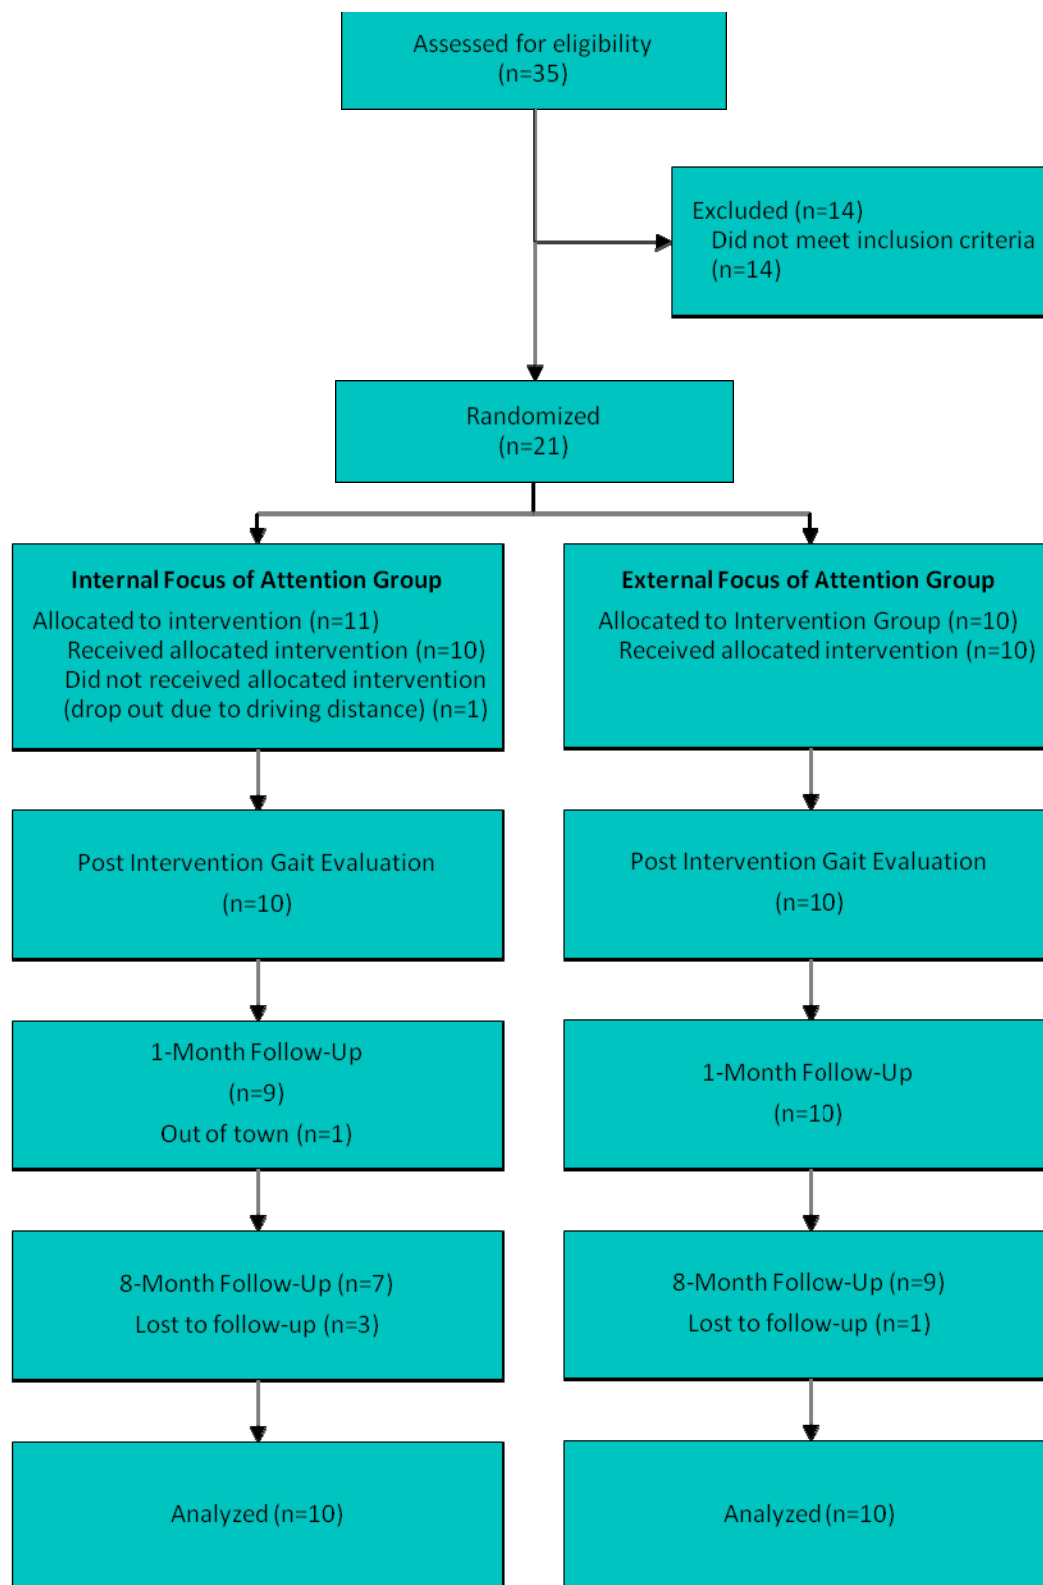 Assessed for eligibility
(n=35)
Excluded (n=14)
Did not meet inclusion criteria
(n=14)
Randomized
(n=21)
Internal Focus of Attention Group
Allocated to intervention (n=11)
Received allocated intervention (n=10)
Did not received allocated intervention
(drop out due to driving distance) (n=1)
External Focus of Attention Group
Allocated to Intervention Group (n=10)
Received allocated intervention (n=10)
Post Intervention Gait Evaluation
(n=10)
Post Intervention Gait Evaluation
(n=10)
1-Month Follow-Up
(n=9)
Out of town (n=1)
1-Month Follow-Up
(n=10)
8-Month Follow-Up (n=7)
Lost to follow-up (n=3)
8-Month Follow-Up (n=9)
Lost to follow-up (n=1)
Analyzed (n=10)
Analyzed (n=10)